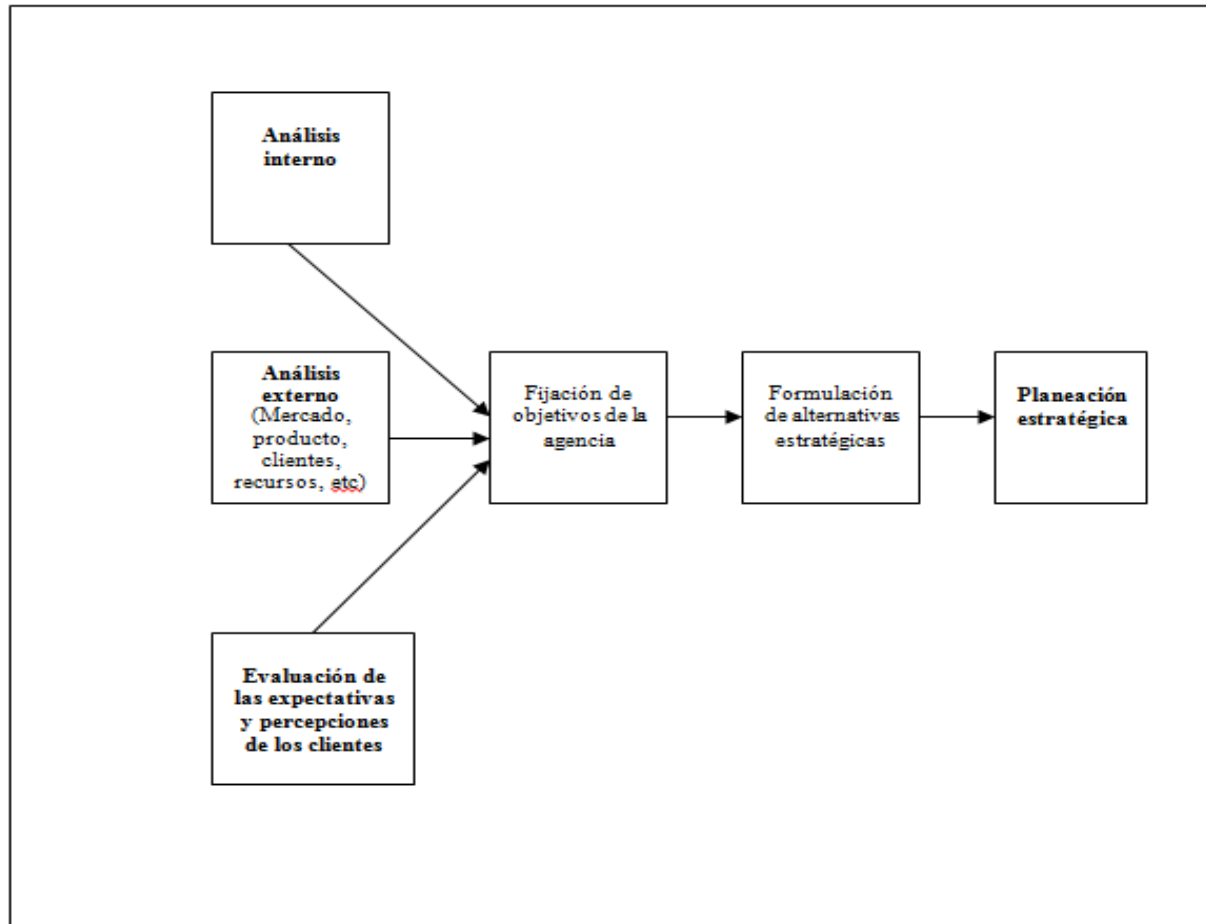 Análisis
interno
Análisis
externo
(Mercado,
producto,
clientes,
recursos, etc)
Fijación de
objetivos de la
agencia
Formulación
de alternativas
estratégicas
Planeación
estratégica
Evaluación de
las expectativas
y percepciones
de los clientes